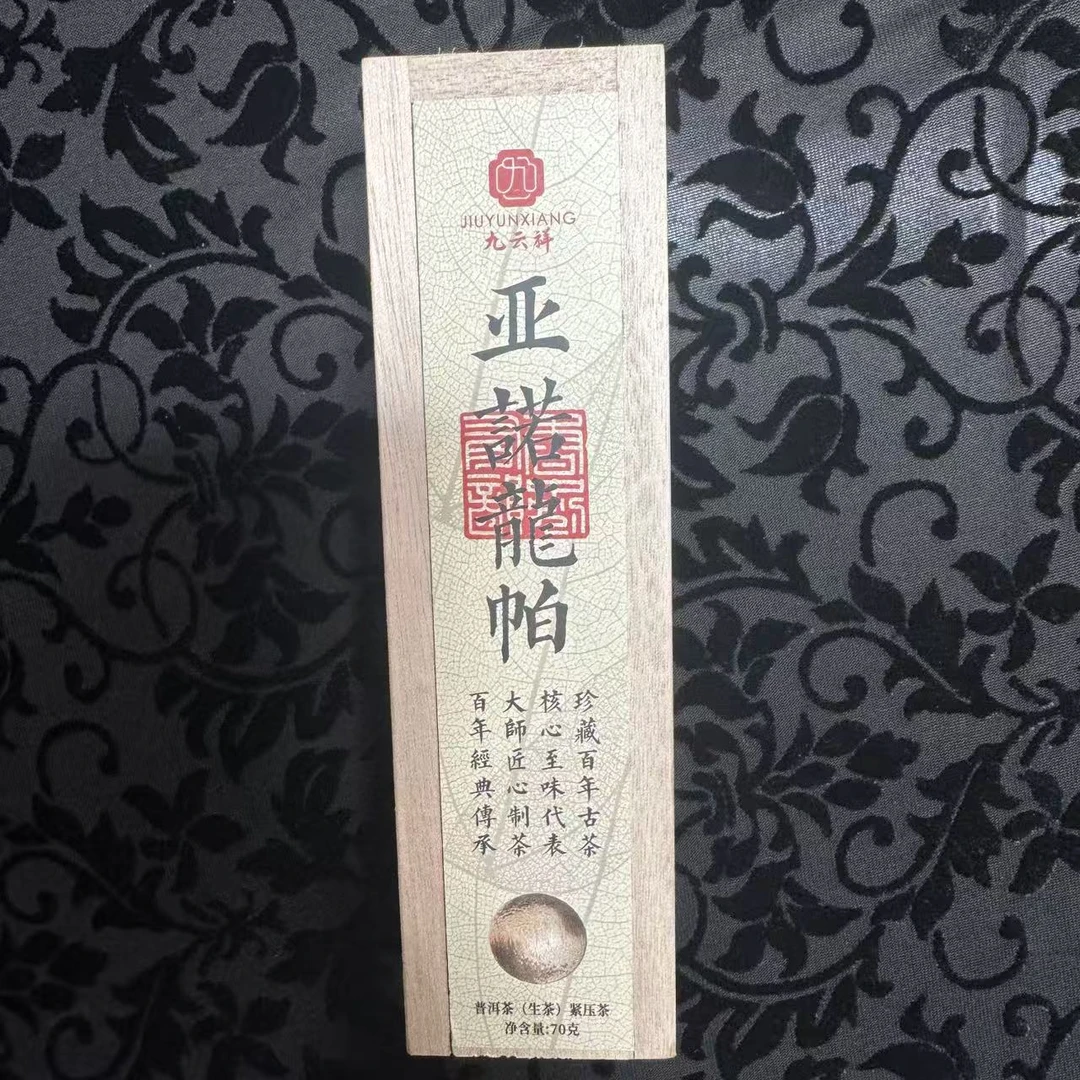 九
JIUYUNXIANG
九云祥
亚諾龍帕
珍藏百年古茶
核心至味代表
大師匠心制茶
百年經典傳承
普洱茶（生茶）紧压茶
净含量:70克